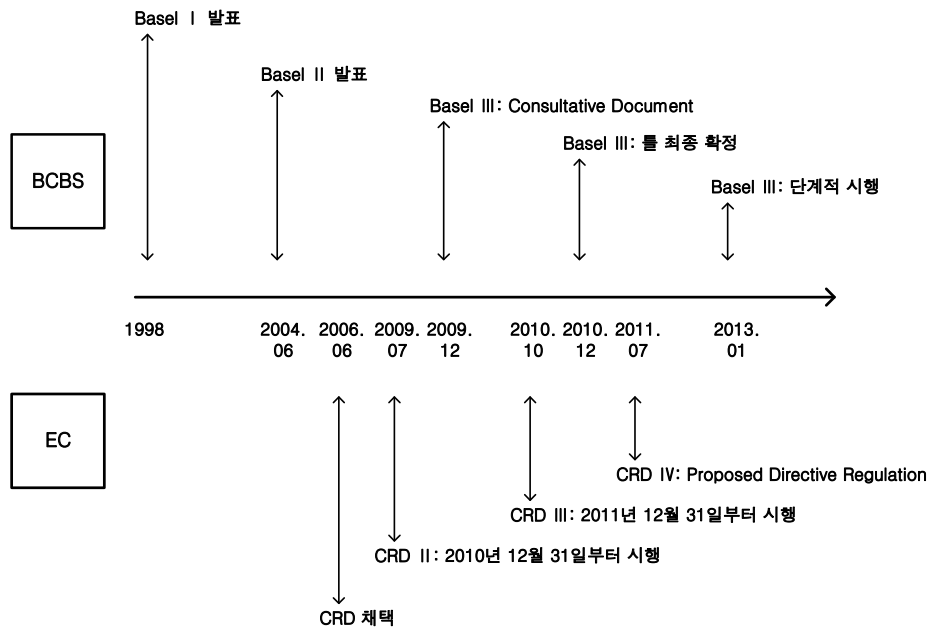 Basel Ⅰ 발표
Basel Ⅱ 발표
Basel Ⅲ: Consultative Document
Basel Ⅲ: 틀 최종 확정
Basel Ⅲ: 단계적 시행
BCBS
1998
2004.
06
2006.
06
2009.
07
2009.
12
2010.
10
2010.
12
2011.
07
2013.
01
EC
CRD Ⅳ: Proposed Directive Regulation
CRD Ⅲ: 2011년 12월 31일부터 시행
CRD Ⅱ: 2010년 12월 31일부터 시행
CRD 채택